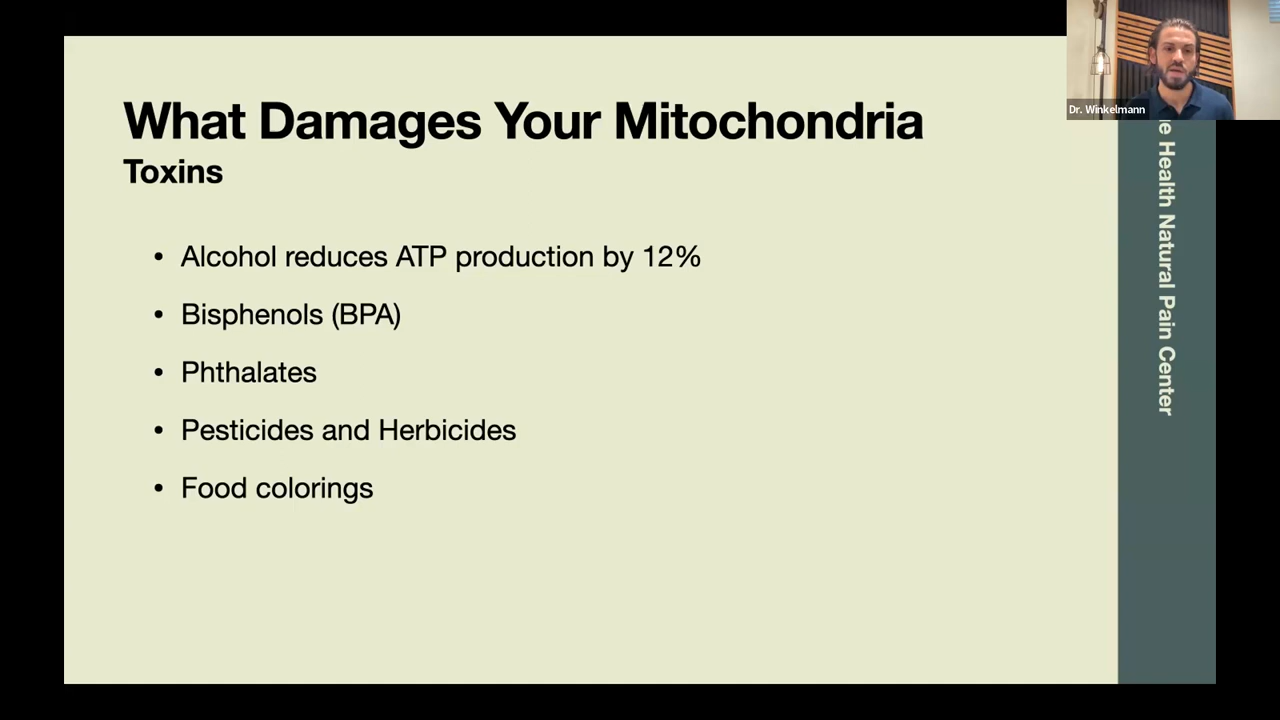 What Damages Your Mitochondria
Toxins
• Alcohol reduces ATP production by 12%
• Bisphenols (BPA)
• Phthalates
• Pesticides and Herbicides
• Food colorings
Dr. Winkelmann
Health Natural Pain Center